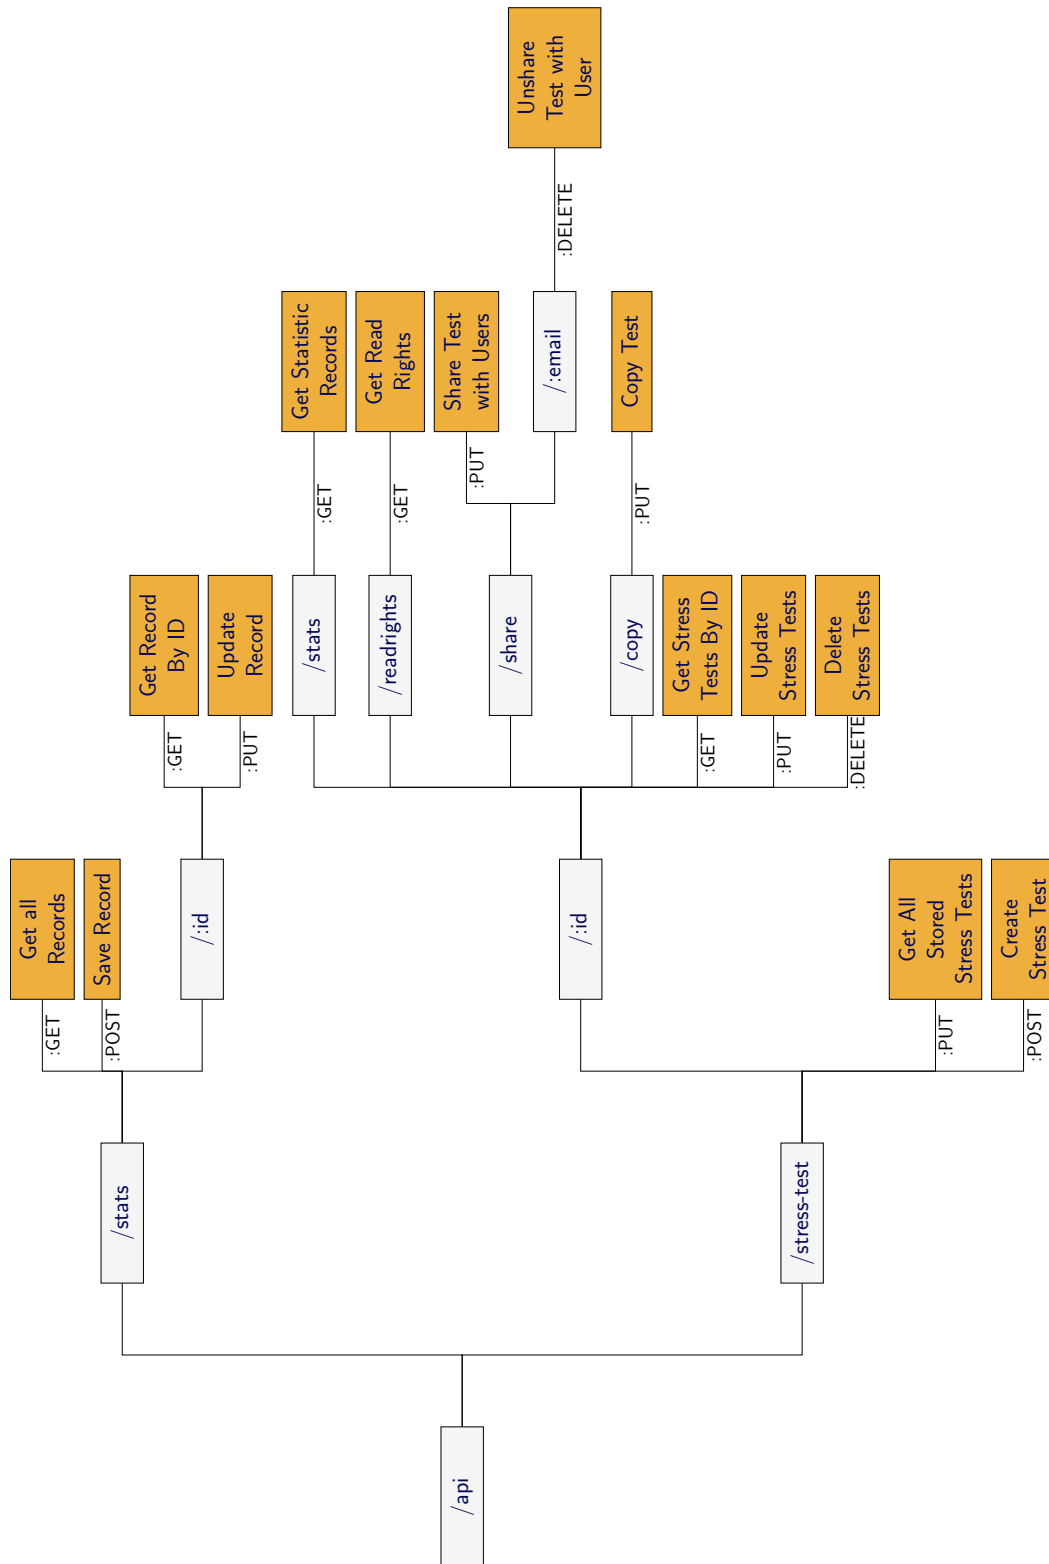 /api
/stats
:GET
Get all
Records
:POST
Save Record
/:id
:GET
Get Record
By ID
:PUT
Update
Record
/stress-test
/:id
/stats
:GET
Get Statistic
Records
/readrights
:GET
Get Read
Rights
/share
:PUT
Share Test
with Users
/:email
:DELETE
Unshare
Test with
User
/copy
:PUT
Copy Test
:GET
Get Stress
Tests By ID
:PUT
Update
Stress Tests
:DELETE
Delete
Stress Tests
:PUT
Get All
Stored
Stress Tests
:POST
Create
Stress Test